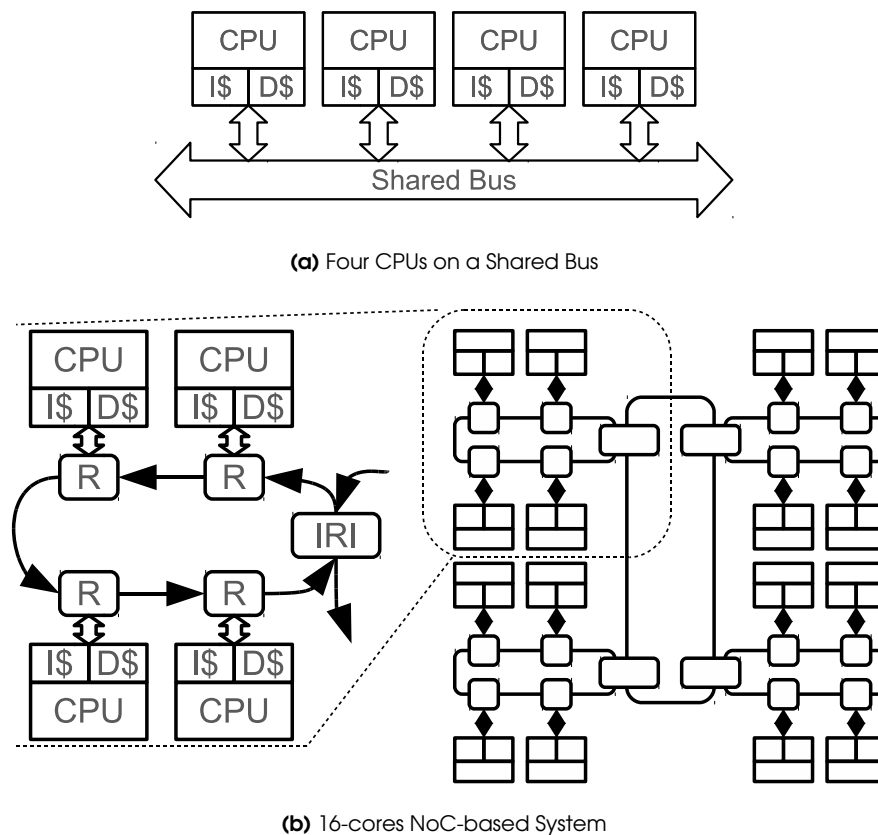 CPU CPU CPU CPU
I$ D$ I$ D$ I$ D$ I$ D$
Shared Bus
(a) Four CPUs on a Shared Bus
CPU CPU
I$ D$ I$ D$
R R
IRI
R R
I$ D$ I$ D$
CPU CPU
(b) 16-cores NoC-based System